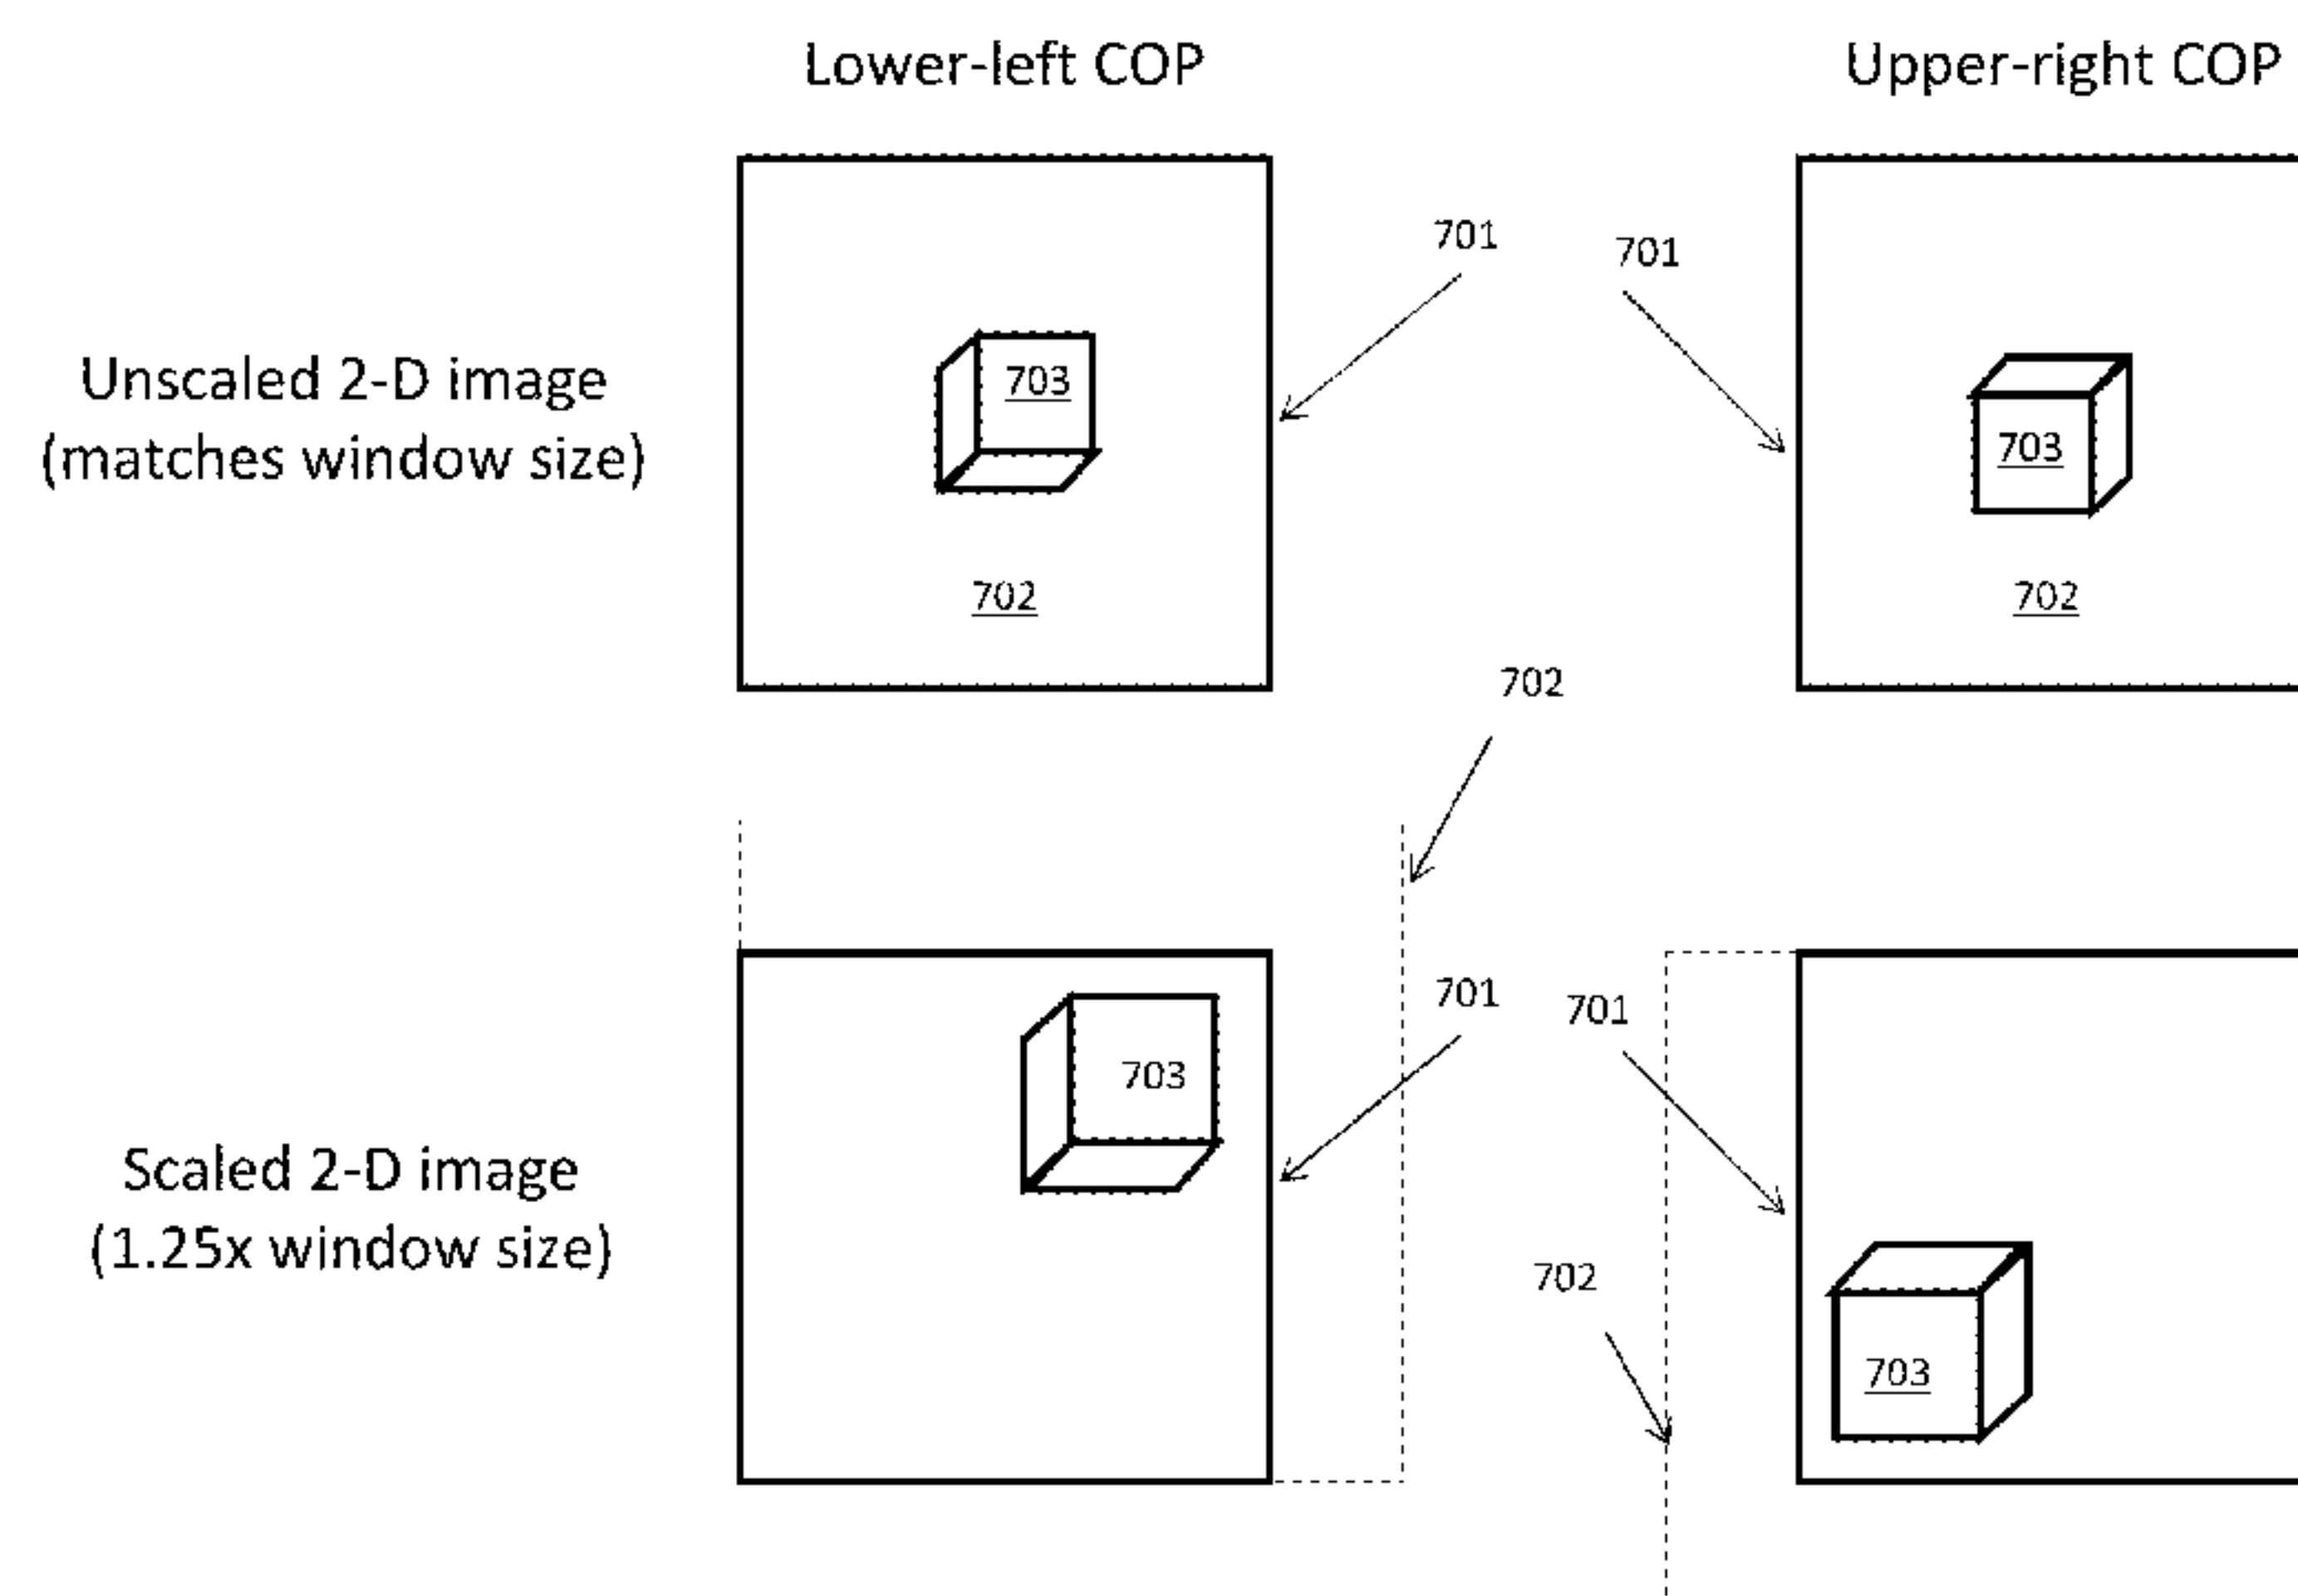 Lower-left COP
Upper-right COP
701
701
Unscaled 2-D image
(matches window size)
703
703
702
702
702
701
701
703
Scaled 2-D image
(1.25x window size)
702
703